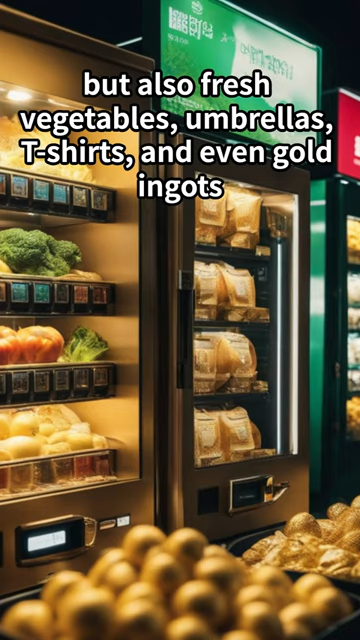 but also fresh
vegetables, umbrellas,
T-shirts, and even gold
ingots